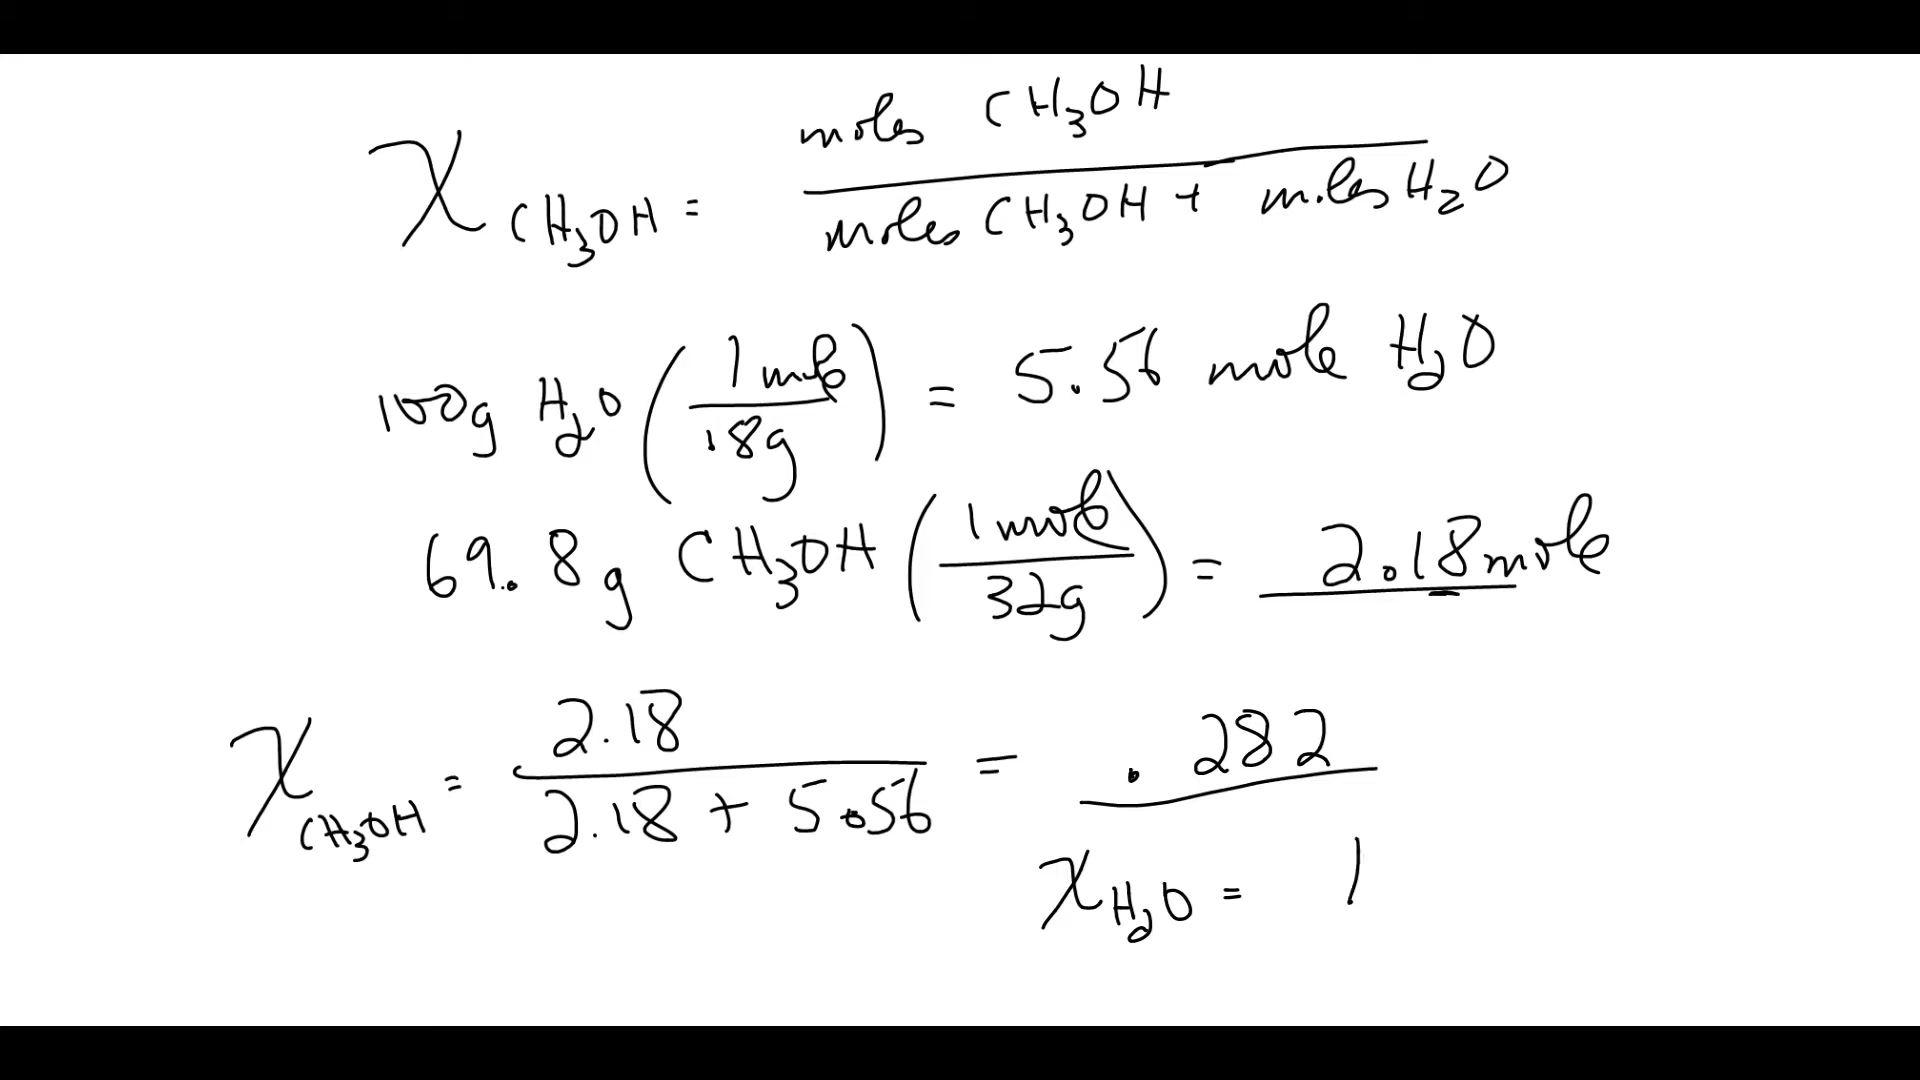 χ CH₃OH = moles CH₃OH / moles CH₃OH + moles H₂O
100g H₂O (1 mole / 18g) = 5.56 mole H₂O
69.8g CH₃OH (1 mole / 32g) = 2.18 mole
χ CH₃OH = 2.18 / 2.18 + 5.56 = .282
χ H₂O = 1